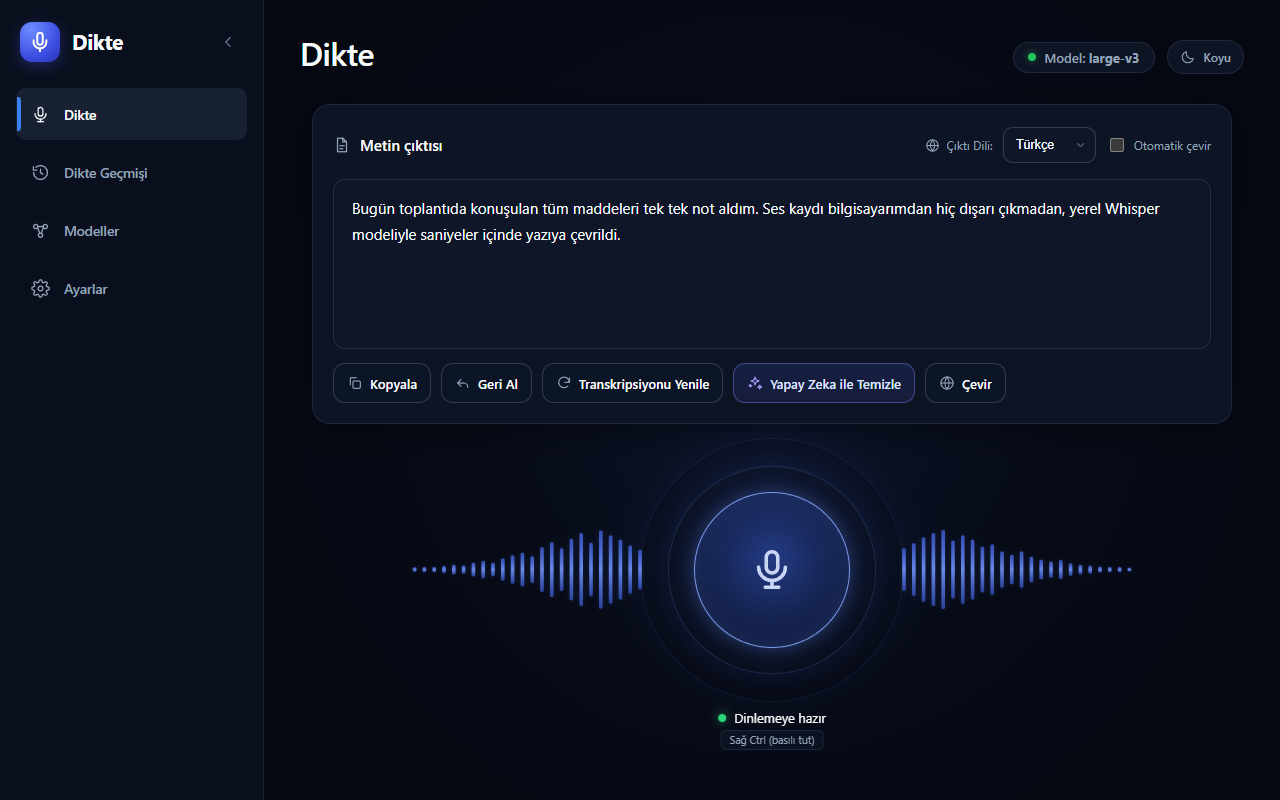 Dikte
Dikte
Dikte Geçmişi
Modeller
Ayarlar
Dikte
Model: large-v3
Koyu
Metin çıktısı
Çıktı Dili:
Türkçe
Otomatik çevir
Bugün toplantıda konuşulan tüm maddeleri tek tek not aldım. Ses kaydı bilgisayarımdan hiç dışarı çıkmadan, yerel Whisper
modeliyle saniyeler içinde yazıya çevrildi.
Kopyala
Geri Al
Transkripsiyonu Yenile
Yapay Zeka ile Temizle
Çevir
Dinlemeye hazır
Sağ Ctrl (basılı tut)